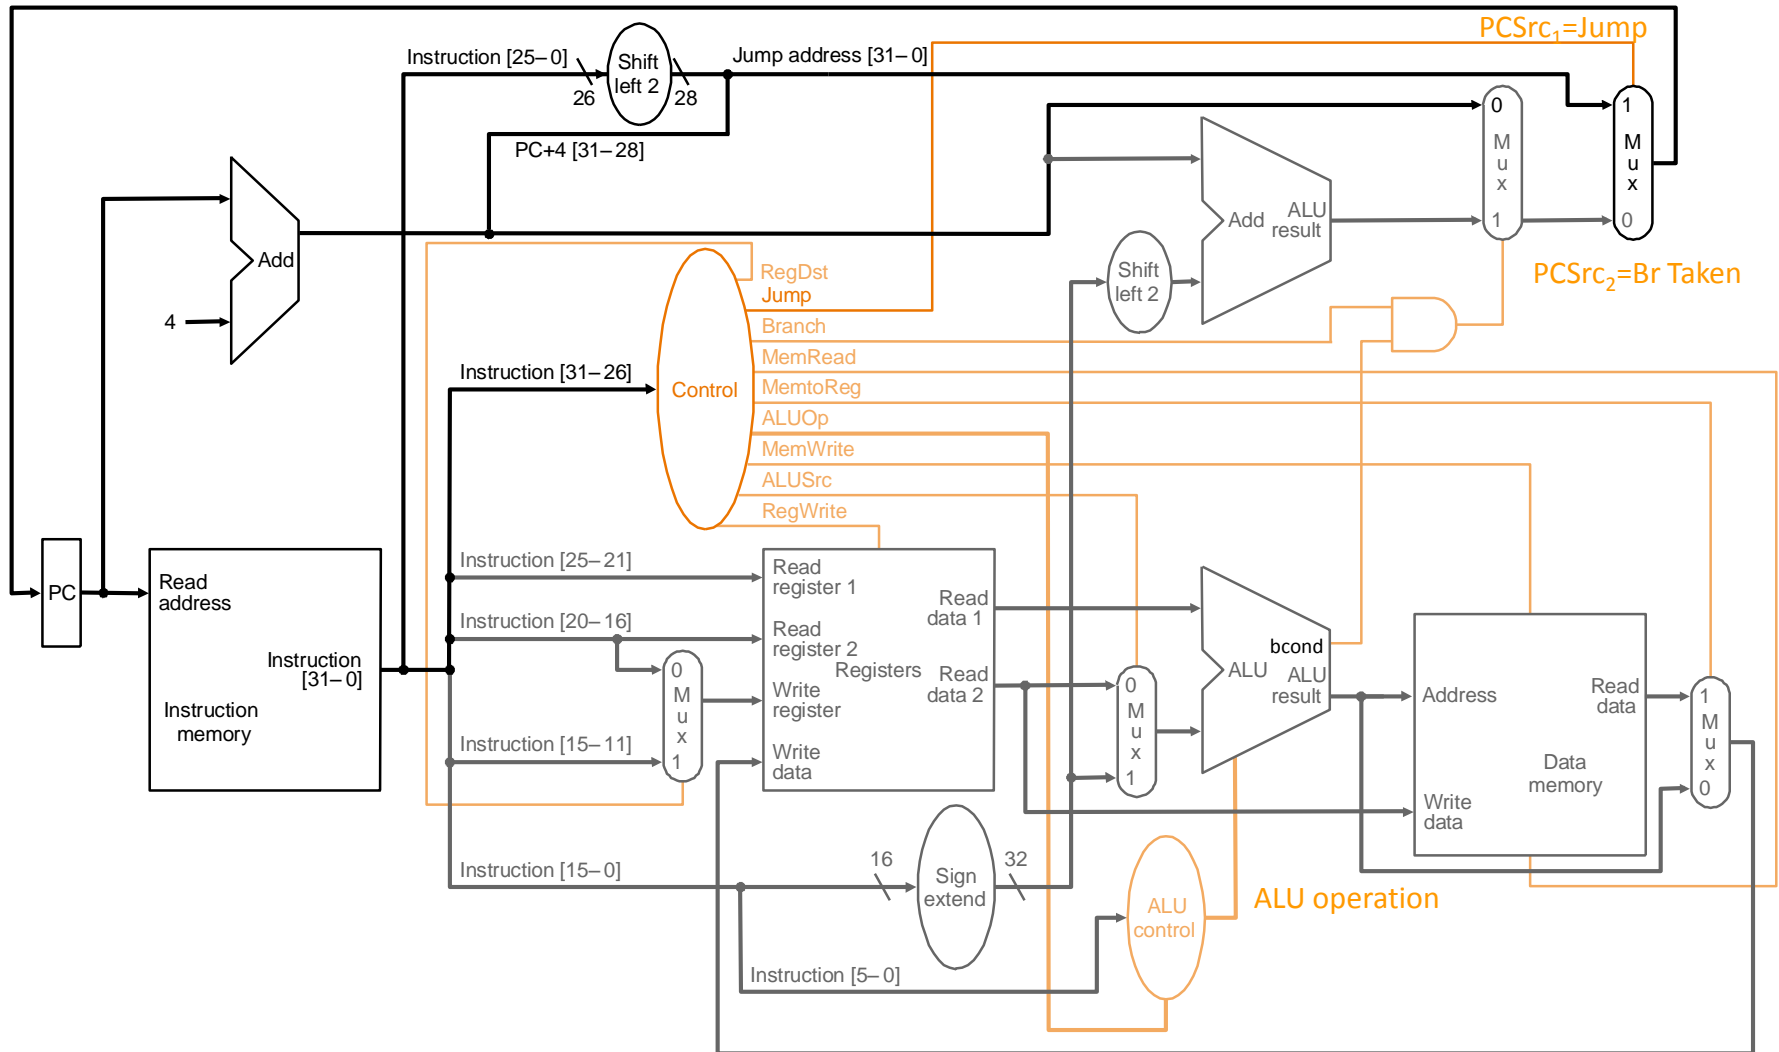 PCSrc1=Jump
Instruction [25–0]
Shift
left 2
Jump address [31–0]
26
28
PC+4 [31–28]
0
M
u
x
1
1
M
u
x
0
Add
ALU
result
Add
4
Shift
left 2
PCSrc2=Br Taken
RegDst
Jump
Branch
MemRead
MemtoReg
ALUOp
MemWrite
ALUSrc
RegWrite
Instruction [31–26]
Control
PC
Read
address
Instruction
[31–0]
Instruction
memory
Instruction [25–21]
Instruction [20–16]
Instruction [15–11]
Instruction [15–0]
0
M
u
x
1
Read
register 1
Read
register 2
Write
register
Write
data
Registers
Read
data 1
Read
data 2
0
M
u
x
1
bcond
ALU
ALU
result
Address
Read
data
Data
memory
Write
data
1
M
u
x
0
16
Sign
extend
32
ALU
control
ALU operation
Instruction [5–0]